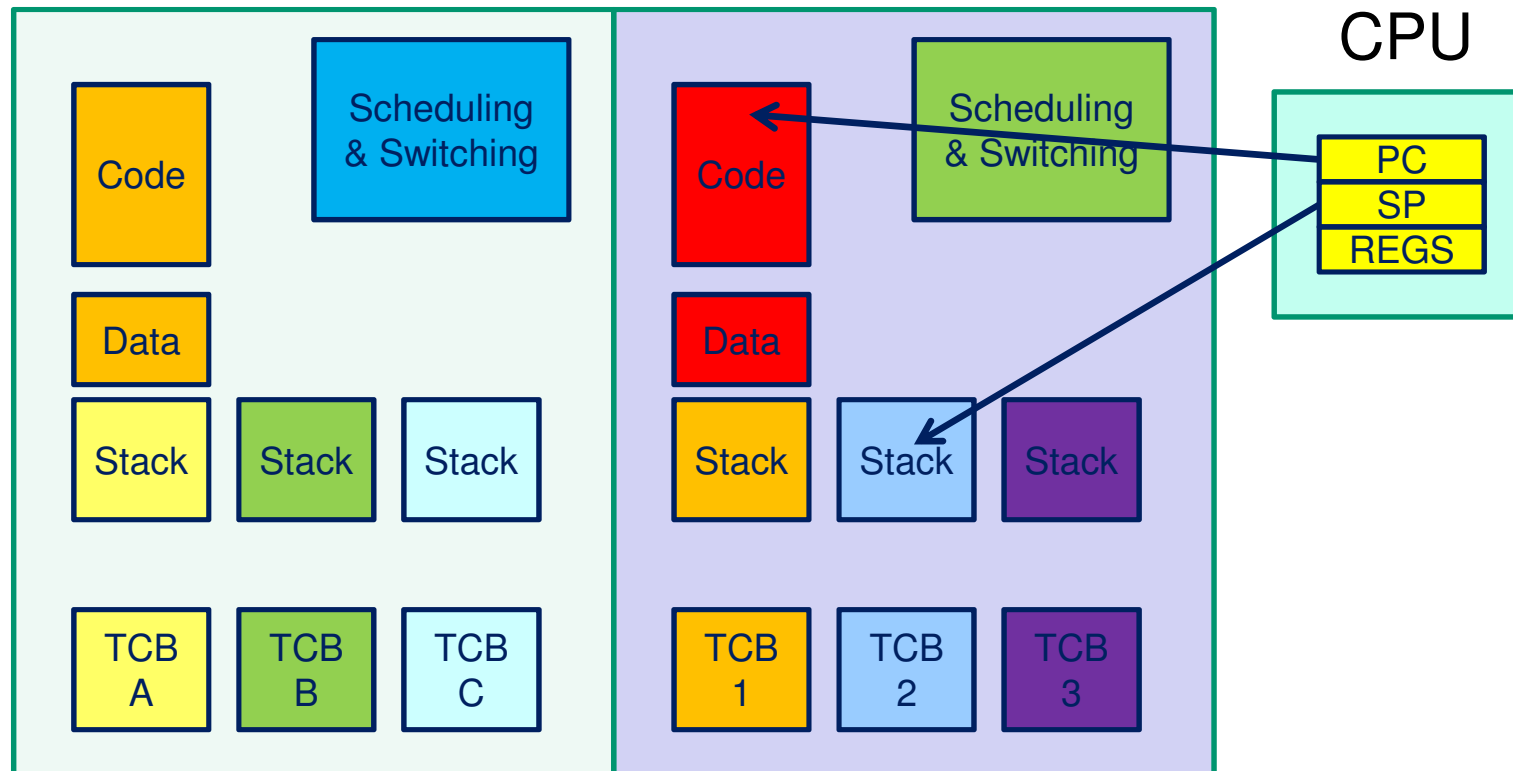 CPU
Scheduling
& Switching
Code
Data
Stack
Stack
Stack
TCB
A
TCB
B
TCB
C
Scheduling
& Switching
Code
Data
Stack
Stack
Stack
TCB
1
TCB
2
TCB
3
PC
SP
REGS